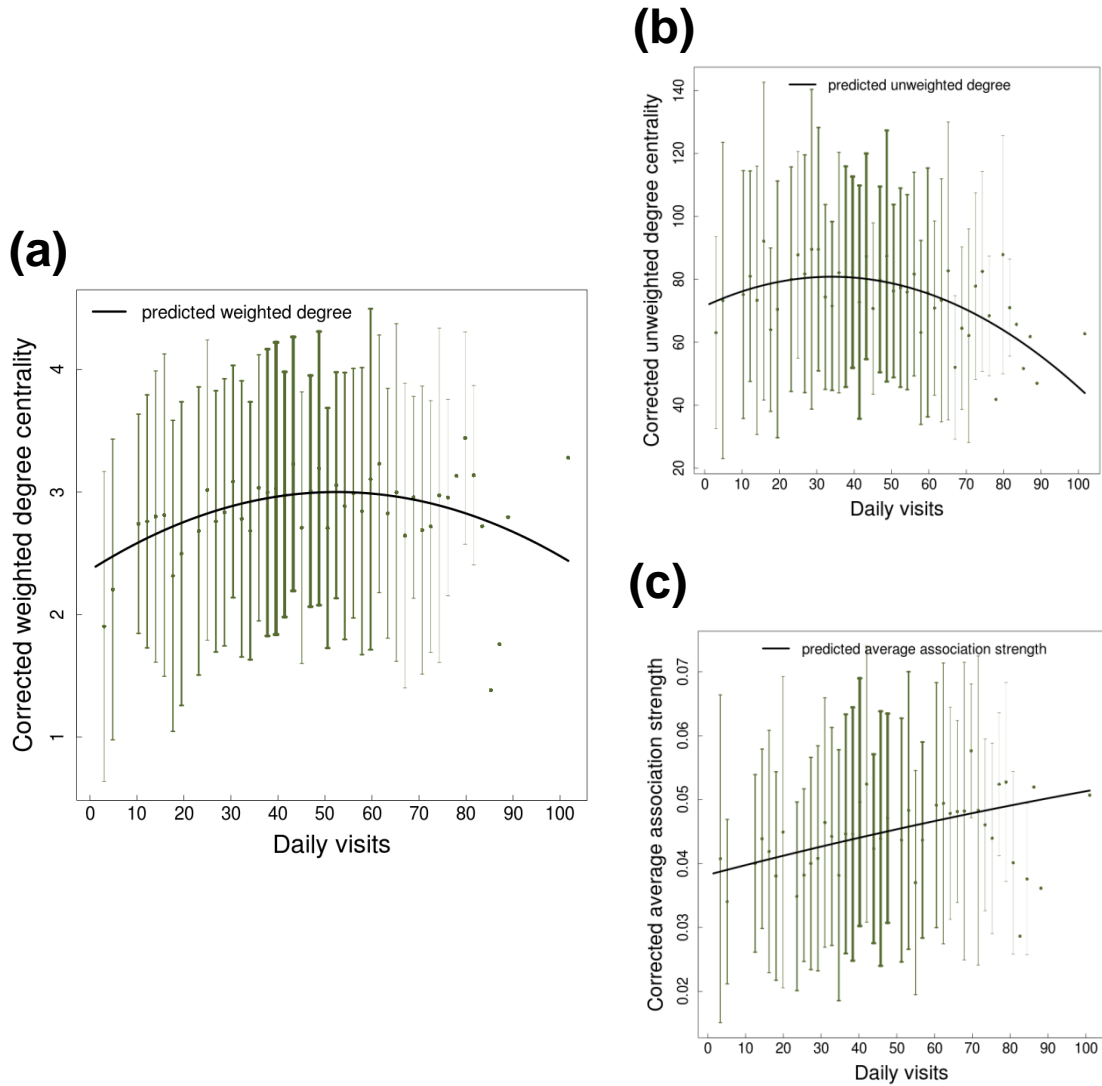 (a)
predicted weighted degree
Corrected weighted degree centrality
4
3
2
1
0 10 20 30 40 50 60 70 80 90 100
Daily visits
(b)
predicted unweighted degree
Corrected unweighted degree centrality
140
120
100
80
60
40
20
0 10 20 30 40 50 60 70 80 90 100
Daily visits
(c)
predicted average association strength
Corrected average association strength
0.07
0.06
0.05
0.04
0.03
0.02
0 10 20 30 40 50 60 70 80 90 100
Daily visits